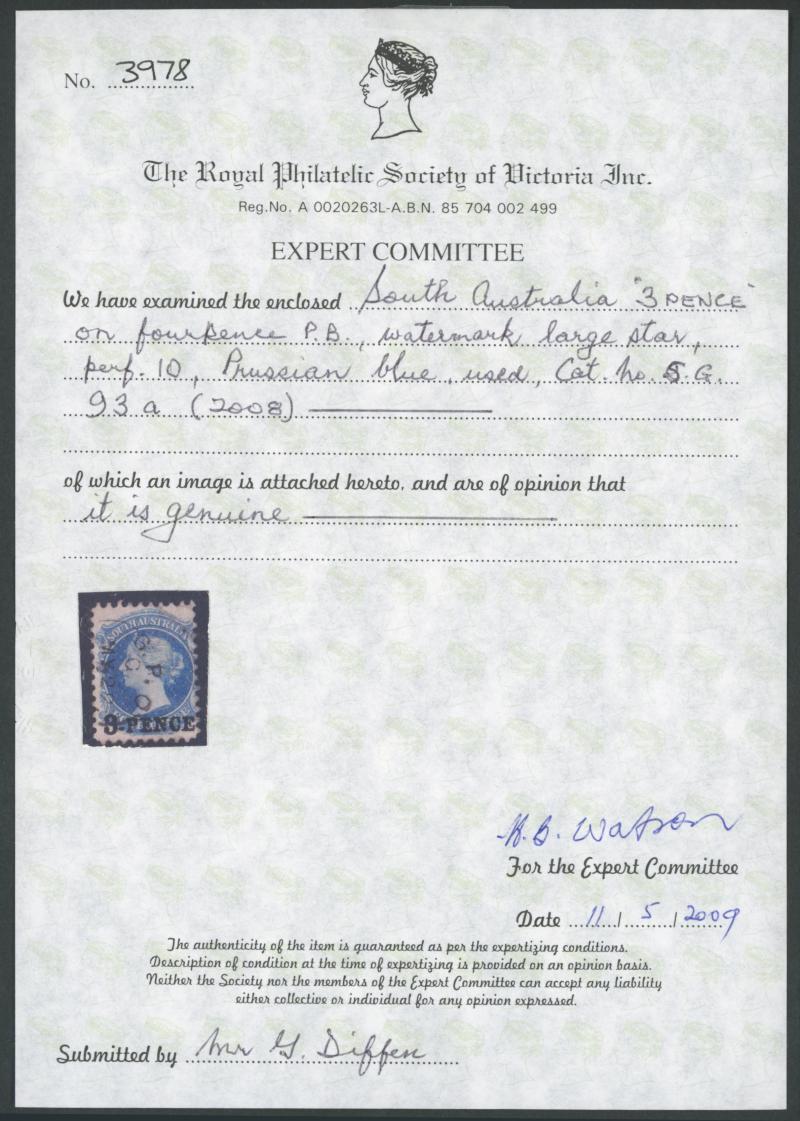 No. 3978
The Royal Philatelic Society of Victoria Inc.
Reg.No. A 0020263L-A.B.N. 85 704 002 499
EXPERT COMMITTEE
We have examined the enclosed South Australia "3 PENCE"
on fourpence P.B., watermark large star,
perf. 10, Prussian blue, used, Cat. no. S.G.
93a (2008)
of which an image is attached hereto, and are of opinion that
it is genuine
SOUTH AUSTRALIA
G.P.O
3-PENCE
H.B. Watson
For the Expert Committee
Date 11 / 5 / 2009
The authenticity of the item is guaranteed as per the expertizing conditions.
Description of condition at the time of expertizing is provided on an opinion basis.
Neither the Society nor the members of the Expert Committee can accept any liability
either collective or individual for any opinion expressed.
Submitted by Mr G. Diffen